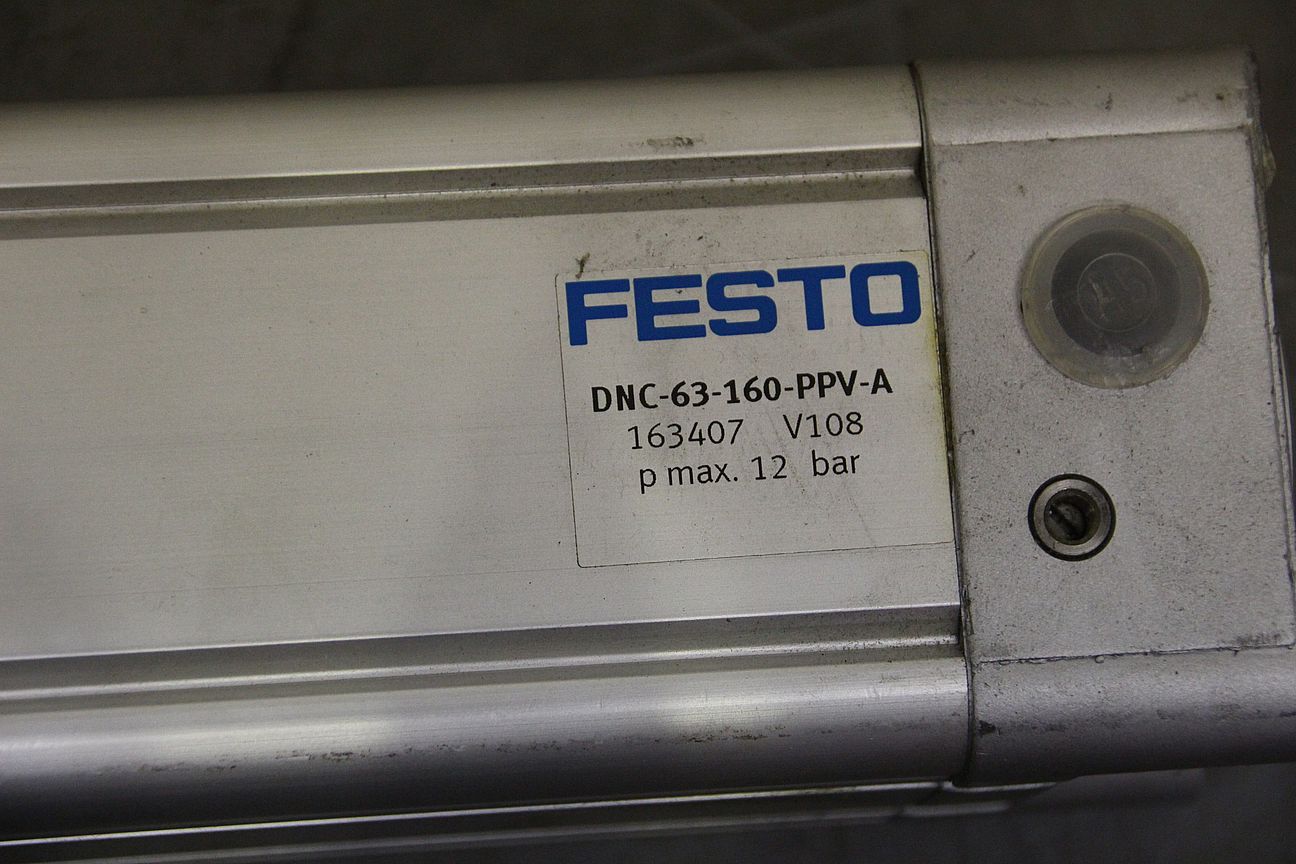 FESTO
DNC-63-160-PPV-A
163407 V108
p max. 12 bar